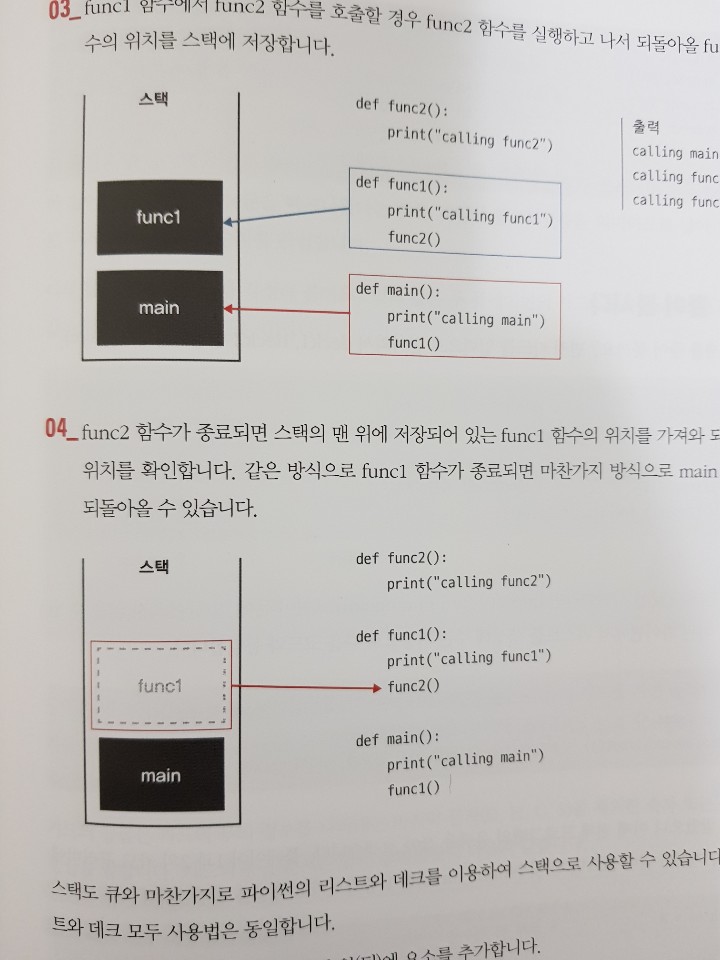 03_ func1 함수에서 func2 함수를 호출할 경우 func2 함수를 실행하고 나서 되돌아올
수의 위치를 스택에 저장합니다.
스택
func1
main
def func2():
print("calling func2")
def func1():
print("calling func1")
func2()
def main():
print("calling main")
func1()
출력
calling main
calling func
calling func
04_ func2 함수가 종료되면 스택의 맨 위에 저장되어 있는 func1 함수의 위치를 가져와
위치를 확인합니다. 같은 방식으로 func1 함수가 종료되면 마찬가지 방식으로 main
되돌아올 수 있습니다.
스택
func1
main
def func2():
print("calling func2")
def func1():
print("calling func1")
func2()
def main():
print("calling main")
func1()
스택도 큐와 마찬가지로 파이썬의 리스트와 데크를 이용하여 스택으로 사용할 수 있습니다
트와 데크 모두 사용법은 동일합니다.
요소를 추가합니다.